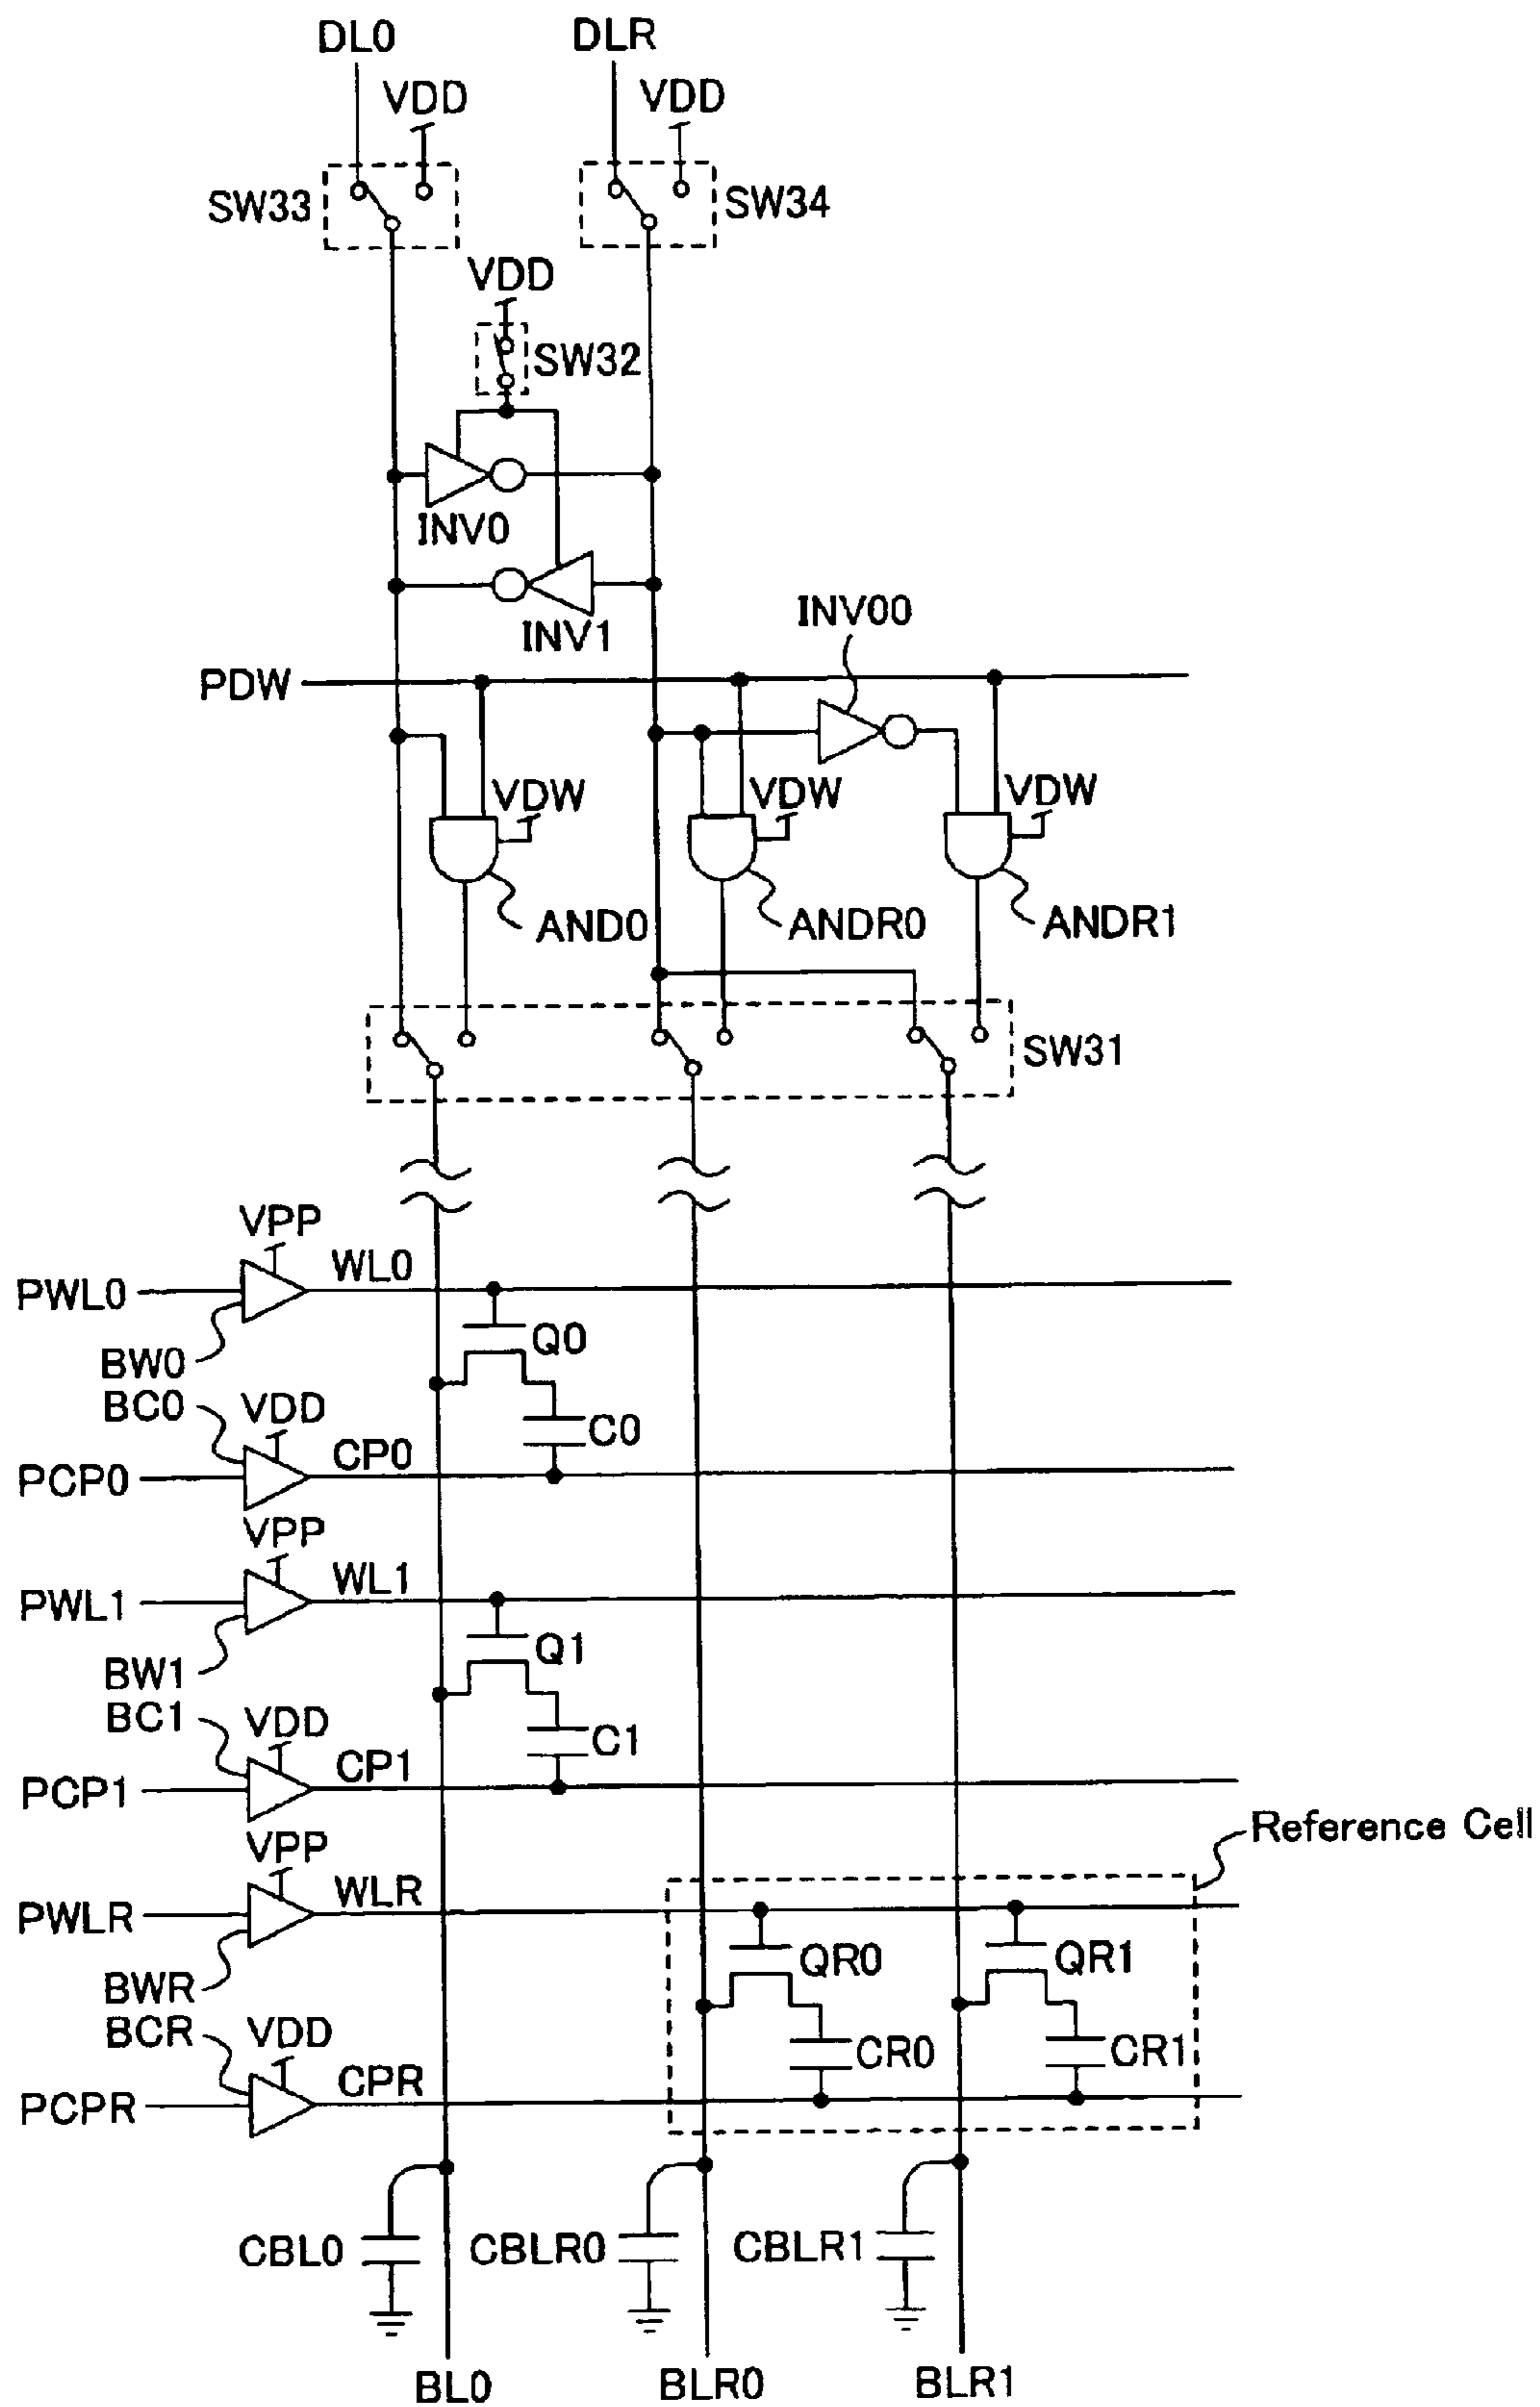 DL0
DLR
VDD
VDD
SW33
SW34
VDD
SW32
INV0
INV1
INV00
PDW
VDW
VDW
VDW
AND0
ANDR0
ANDR1
SW31
VPP
PWL0
WL0
BW0
Q0
BC0
VDD
C0
PCP0
CP0
VPP
PWL1
WL1
BW1
Q1
BC1
VDD
C1
PCP1
CP1
Reference Cell
VPP
PWLR
WLR
BWR
QR0
QR1
BCR
VDD
CR0
CR1
PCPR
CPR
CBL0
CBLR0
CBLR1
BL0
BLR0
BLR1